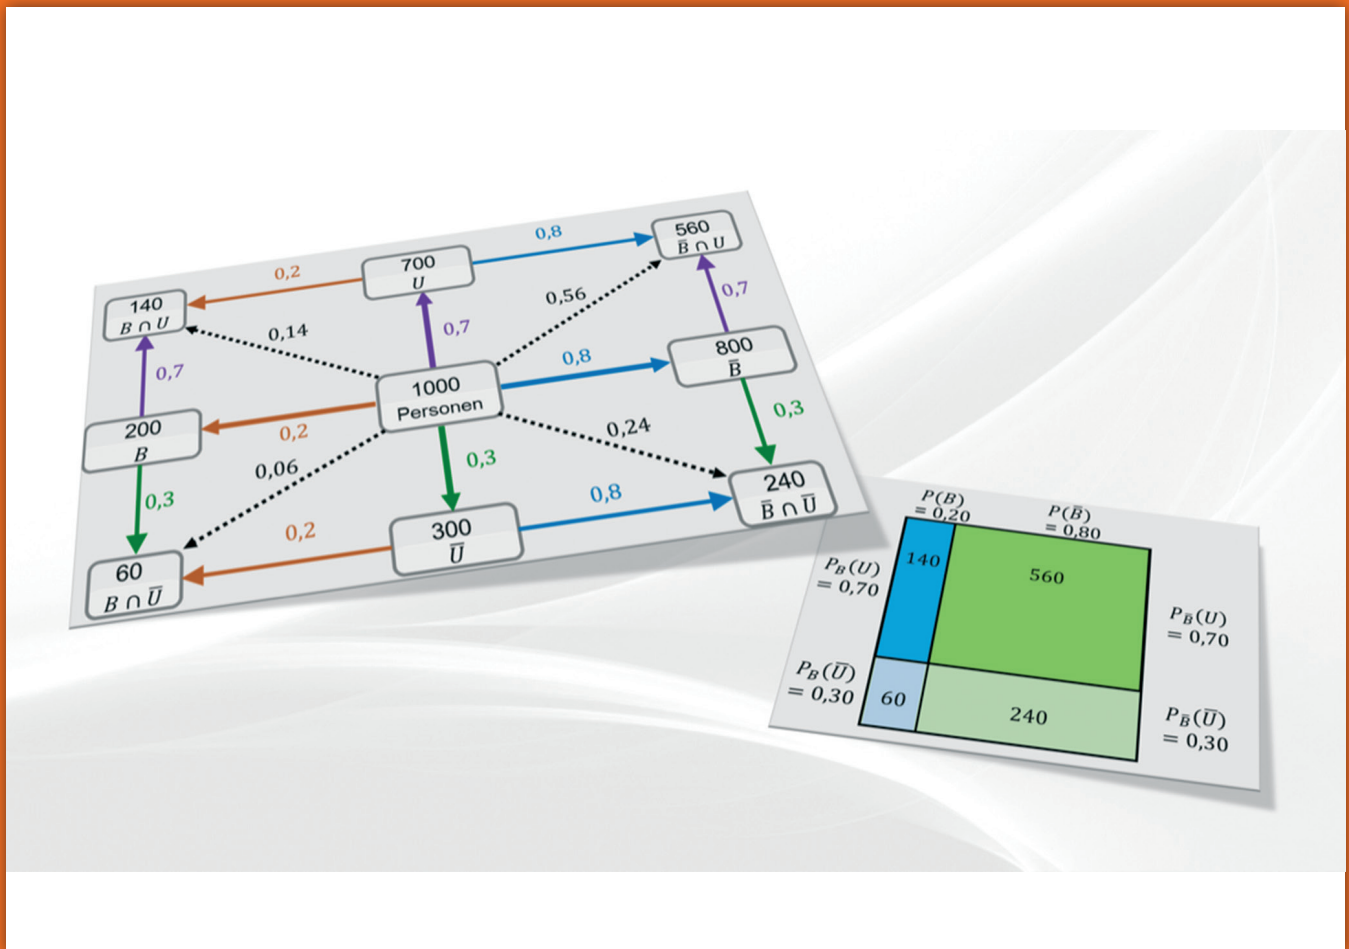 0,8
560
B̅ ∩ U
0,2
700
U
140
B ∩ U
0,14
0,7
0,56
0,7
0,7
0,8
800
B̅
1000
Personen
200
B
0,2
0,3
0,24
0,3
0,06
0,3
0,8
240
B̅ ∩ U̅
0,2
300
U̅
60
B ∩ U̅
P(B)
= 0,20
P(B̅)
= 0,80
140
560
P_B(U)
= 0,70
P_B̅(U)
= 0,70
P_B(U̅)
= 0,30
60
240
P_B̅(U̅)
= 0,30